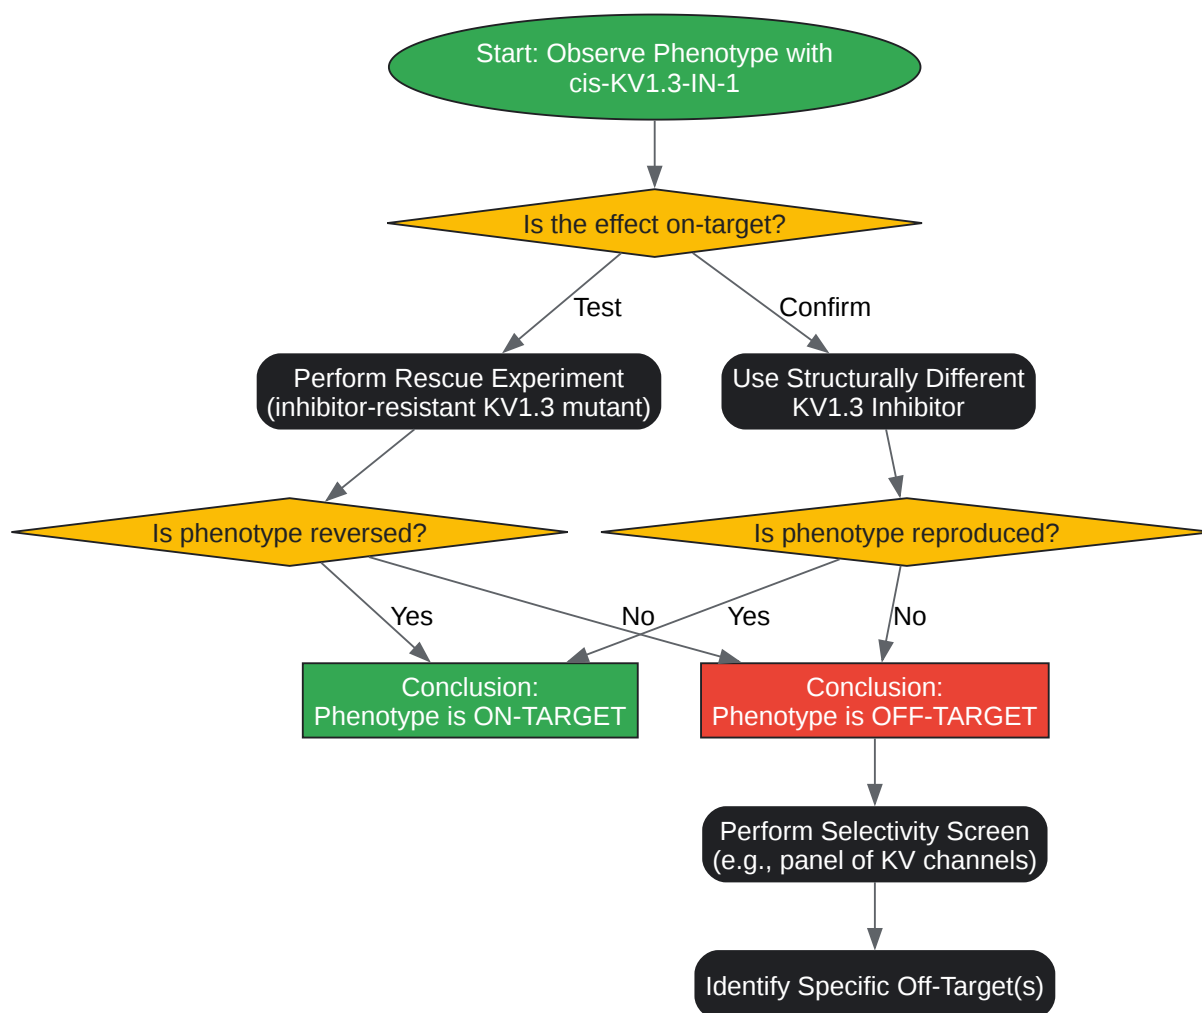 Start: Observe Phenotype with
cis-KV1.3-IN-1
Is the effect on-target?
Test
Confirm
Perform Rescue Experiment
(inhibitor-resistant KV1.3 mutant)
Use Structurally Different
KV1.3 Inhibitor
Is phenotype reversed?
Is phenotype reproduced?
Yes
No
Yes
No
Conclusion:
Phenotype is ON-TARGET
Conclusion:
Phenotype is OFF-TARGET
Perform Selectivity Screen
(e.g., panel of KV channels)
Identify Specific Off-Target(s)